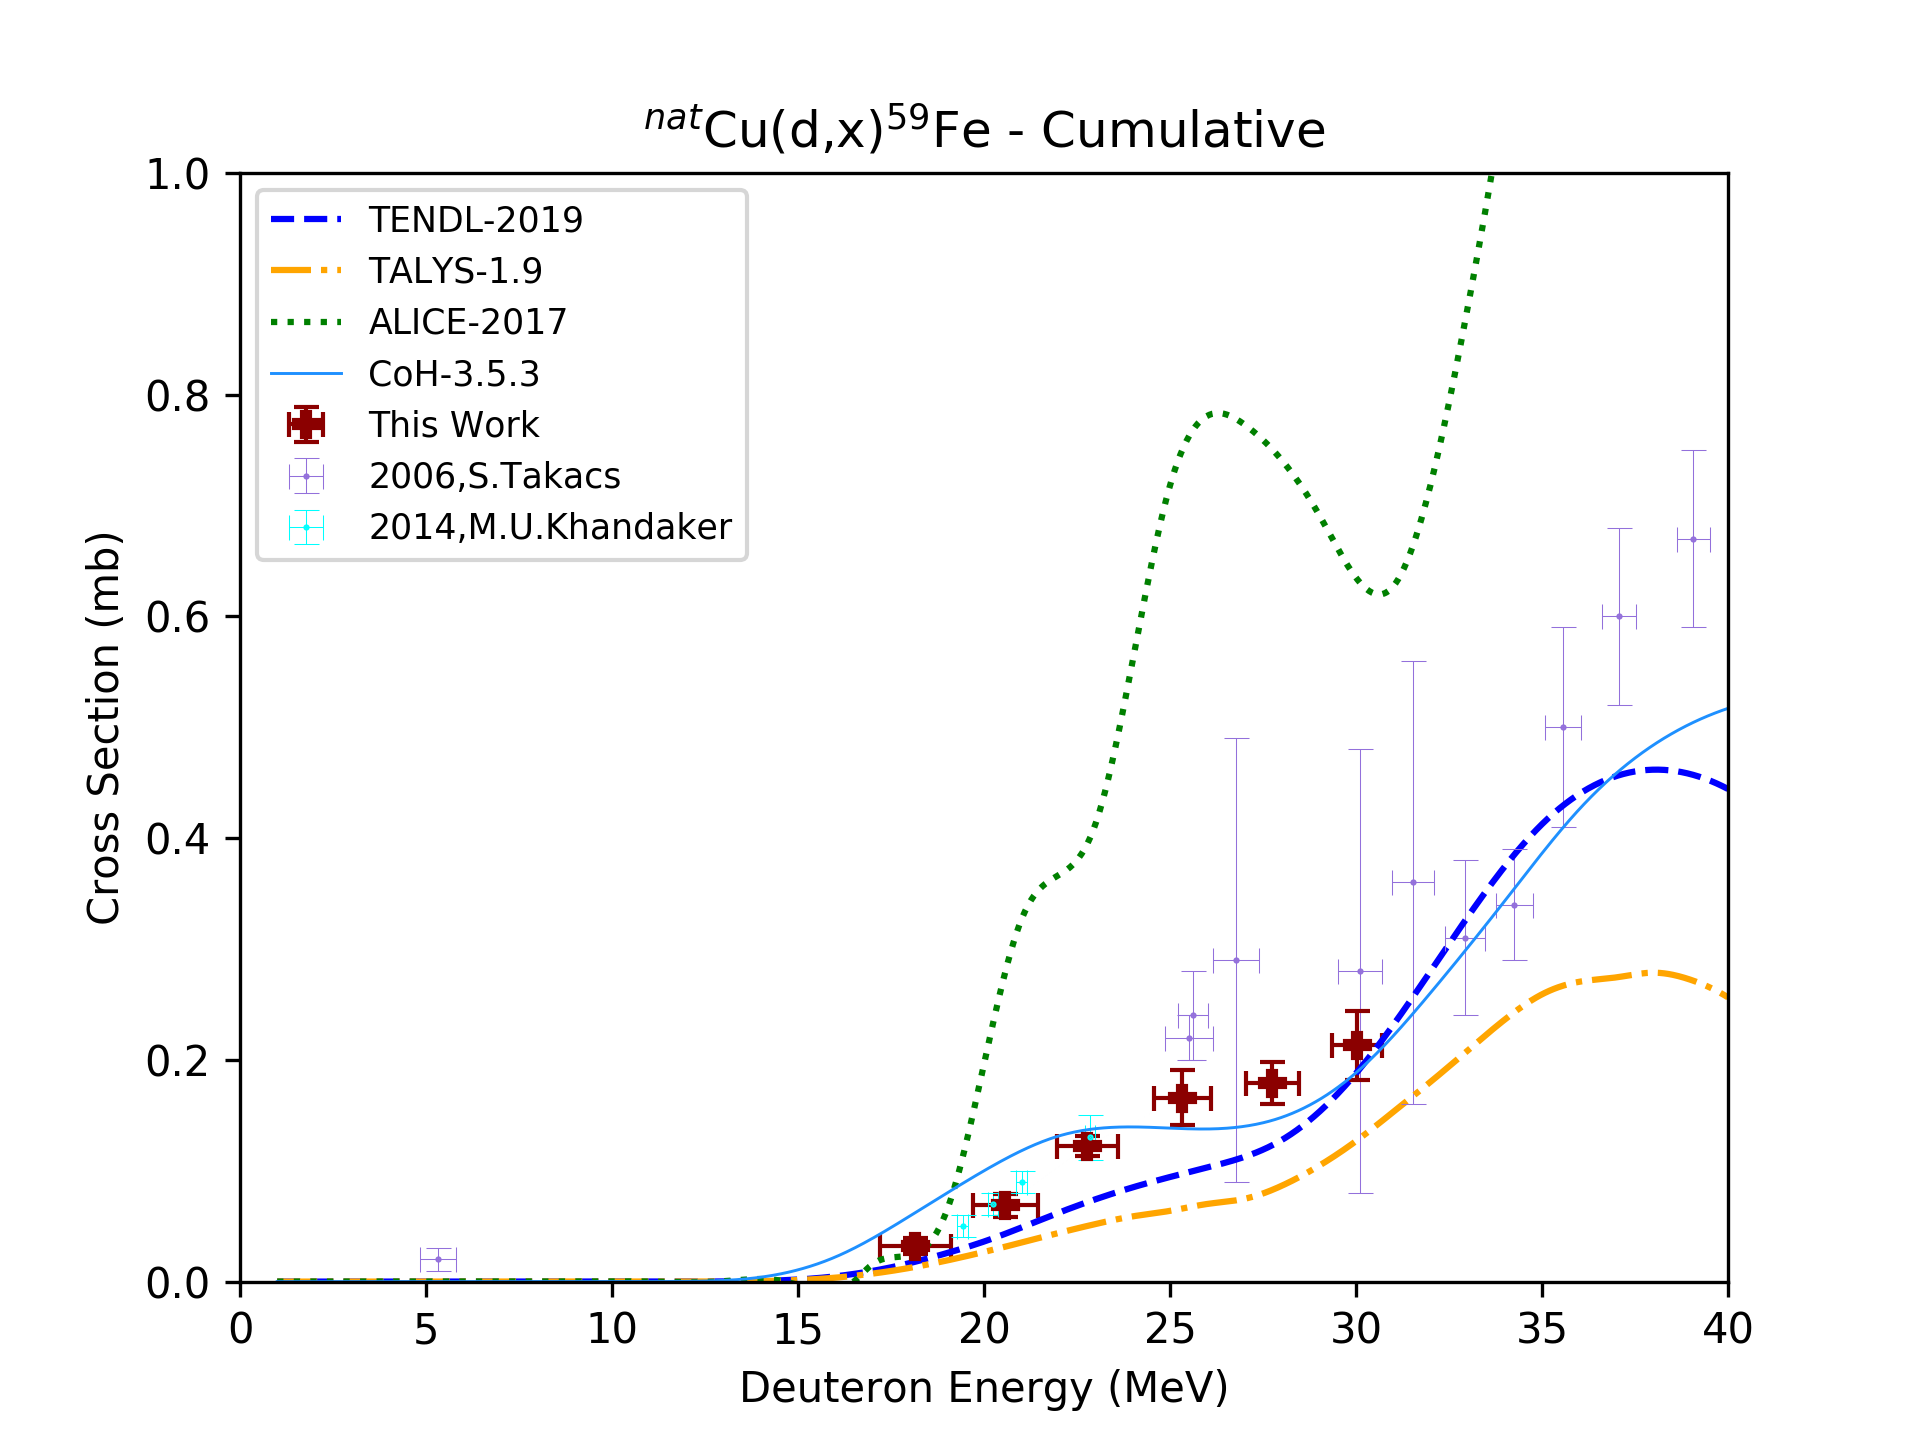 natCu(d,x)59Fe - Cumulative
1.0
0.8
0.6
0.4
0.2
0.0
Cross Section (mb)
TENDL-2019
TALYS-1.9
ALICE-2017
CoH-3.5.3
This Work
2006,S.Takacs
2014,M.U.Khandaker
0 5 10 15 20 25 30 35 40
Deuteron Energy (MeV)